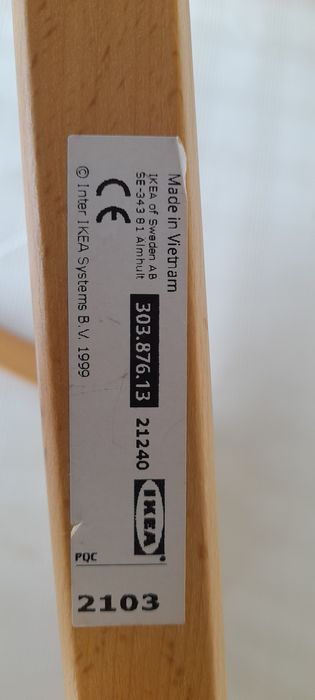 Made in Vietnam
IKEA of Sweden AB
SE-343 81 Älmhult
CE
© Inter IKEA Systems B.V. 1999
303.876.13 21240
IKEA
PQC
2103